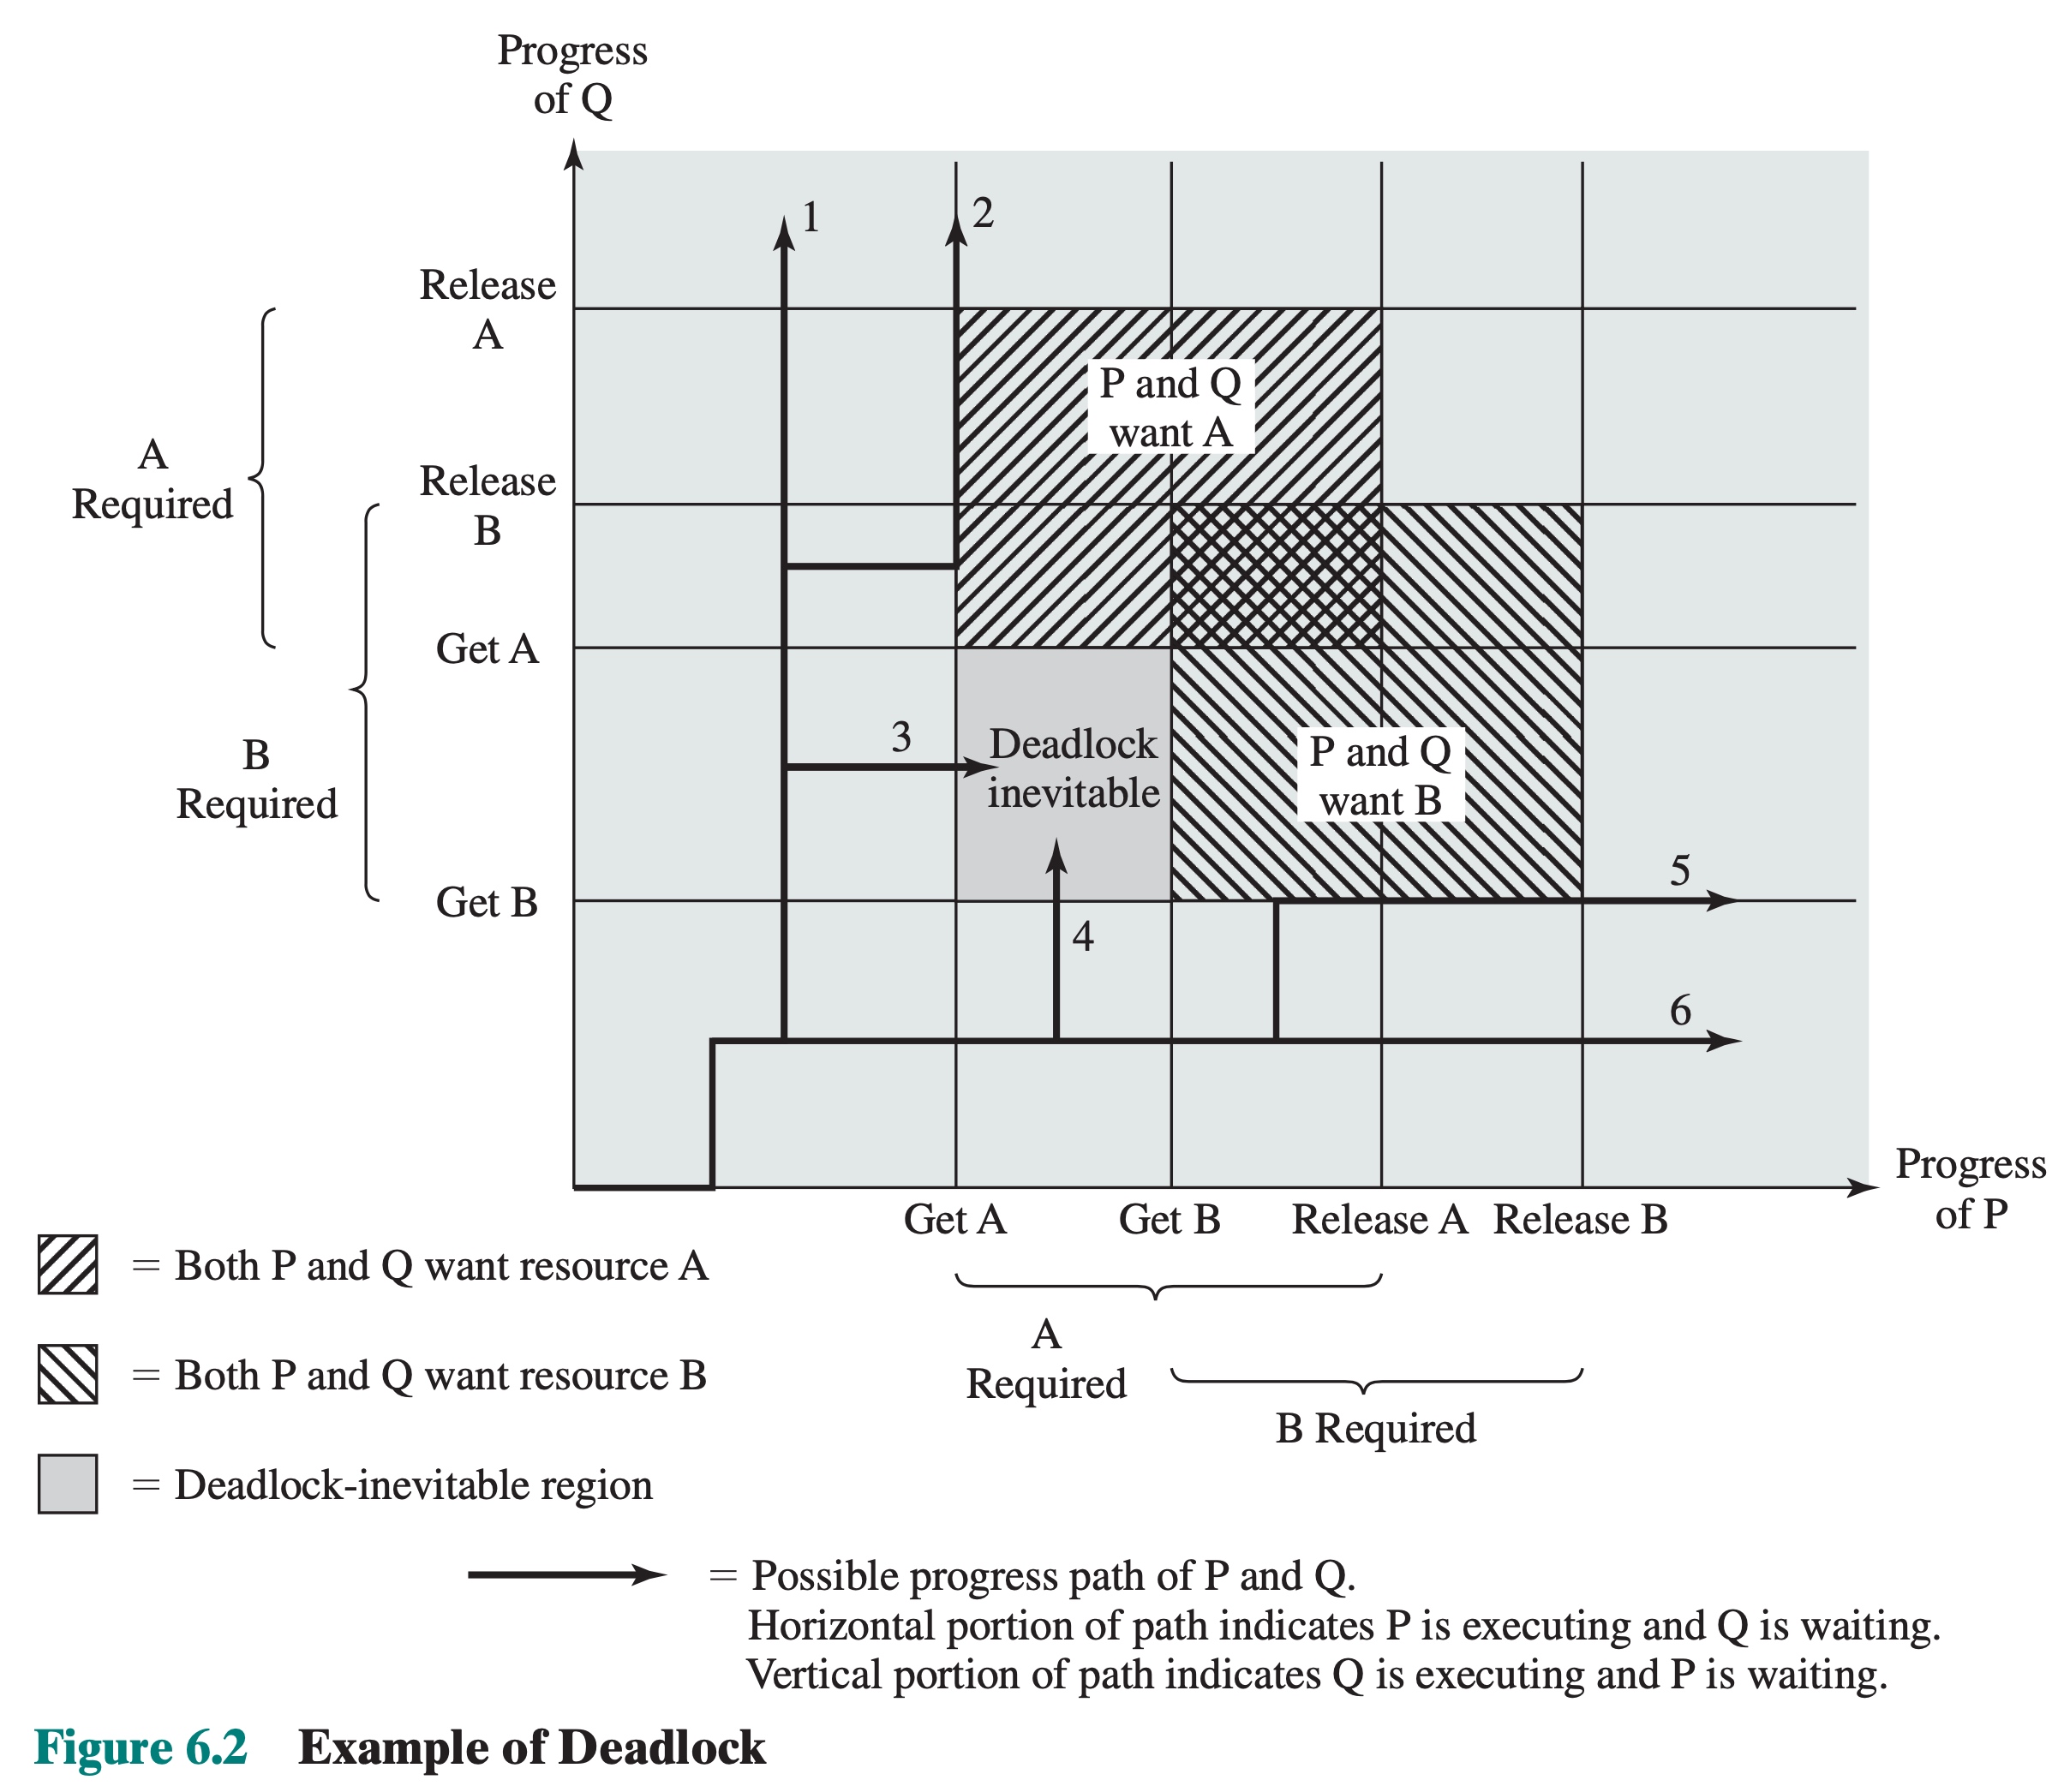 Progress
of Q
1
2
Release
A
P and Q
want A
A
Required
Release
B
Get A
3
Deadlock
inevitable
P and Q
want B
B
Required
5
Get B
4
6
Progress
of P
Get A
Get B
Release A
Release B
= Both P and Q want resource A
A
Required
= Both P and Q want resource B
B Required
= Deadlock-inevitable region
= Possible progress path of P and Q.
Horizontal portion of path indicates P is executing and Q is waiting.
Vertical portion of path indicates Q is executing and P is waiting.
Figure 6.2 Example of Deadlock